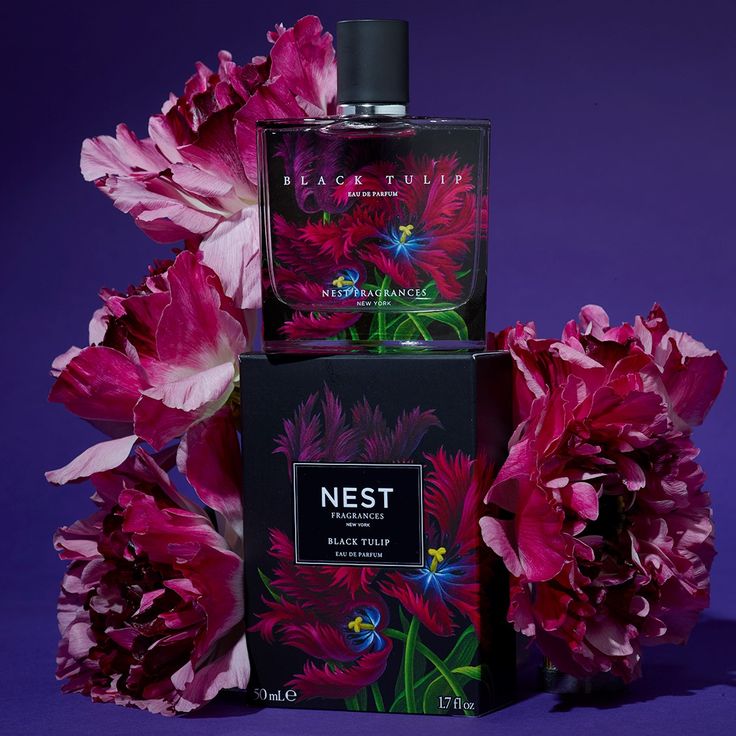 BLACK TULIP
EAU DE PARFUM
NEST FRAGRANCES
NEW YORK
NEST
FRAGRANCES
NEW YORK
BLACK TULIP
EAU DE PARFUM
50 mL℮
1.7 fl oz